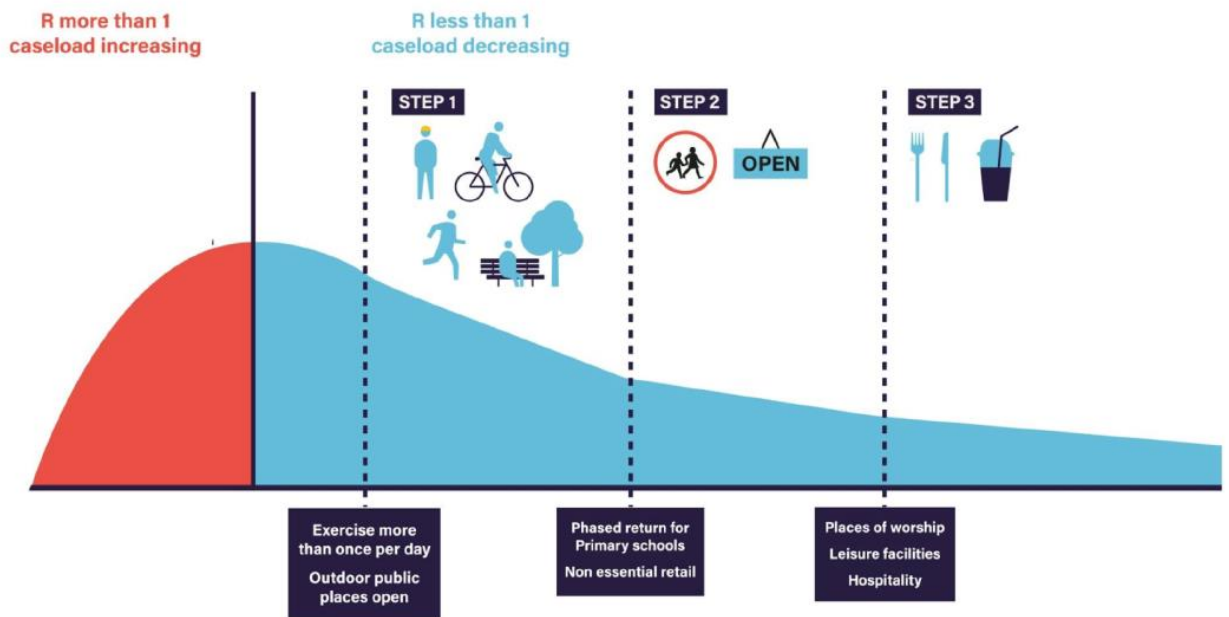 R more than 1
caseload increasing
R less than 1
caseload decreasing
STEP 1
STEP 2
STEP 3
OPEN
Exercise more
than once per day
Outdoor public
places open
Phased return for
Primary schools
Non essential retail
Places of worship
Leisure facilities
Hospitality